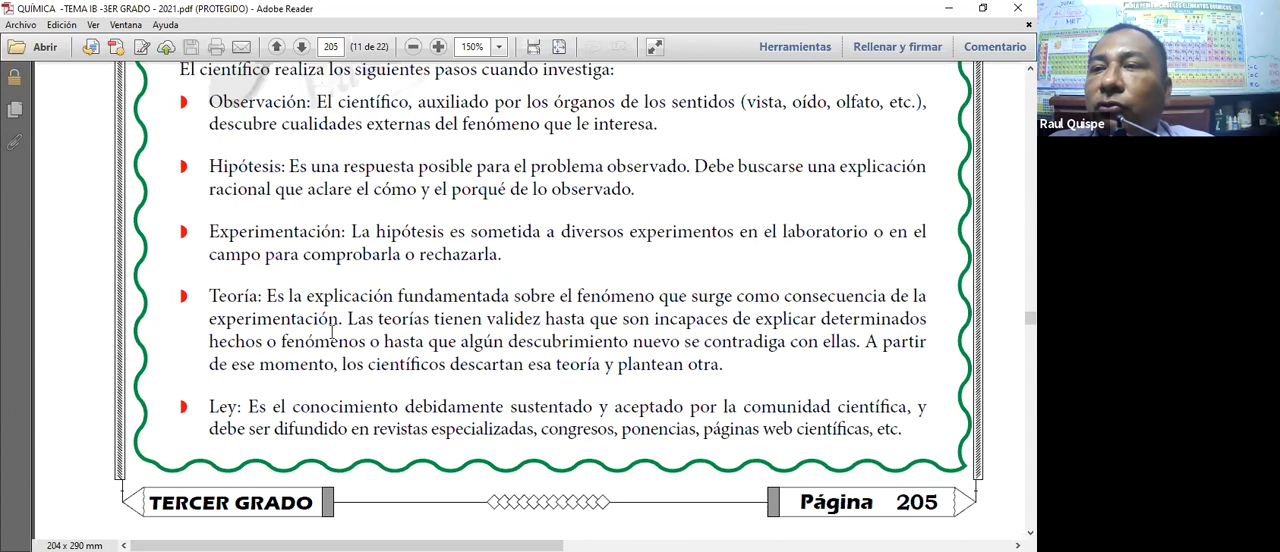 QUÍMICA -TEMA IB -3ER GRADO - 2021.pdf (PROTEGIDO) - Adobe Reader
Archivo Edición Ver Ventana Ayuda
Abrir 205 (11 de 22) 150% Herramientas Rellenar y firmar Comentario
El científico realiza los siguientes pasos cuando investiga:
Observación: El científico, auxiliado por los órganos de los sentidos (vista, oído, olfato, etc.),
descubre cualidades externas del fenómeno que le interesa.
Hipótesis: Es una respuesta posible para el problema observado. Debe buscarse una explicación
racional que aclare el cómo y el porqué de lo observado.
Experimentación: La hipótesis es sometida a diversos experimentos en el laboratorio o en el
campo para comprobarla o rechazarla.
Teoría: Es la explicación fundamentada sobre el fenómeno que surge como consecuencia de la
experimentación. Las teorías tienen validez hasta que son incapaces de explicar determinados
hechos o fenómenos o hasta que algún descubrimiento nuevo se contradiga con ellas. A partir
de ese momento, los científicos descartan esa teoría y plantean otra.
Ley: Es el conocimiento debidamente sustentado y aceptado por la comunidad científica, y
debe ser difundido en revistas especializadas, congresos, ponencias, páginas web científicas, etc.
TERCER GRADO
Página 205
204 x 290 mm
Raul Quispe